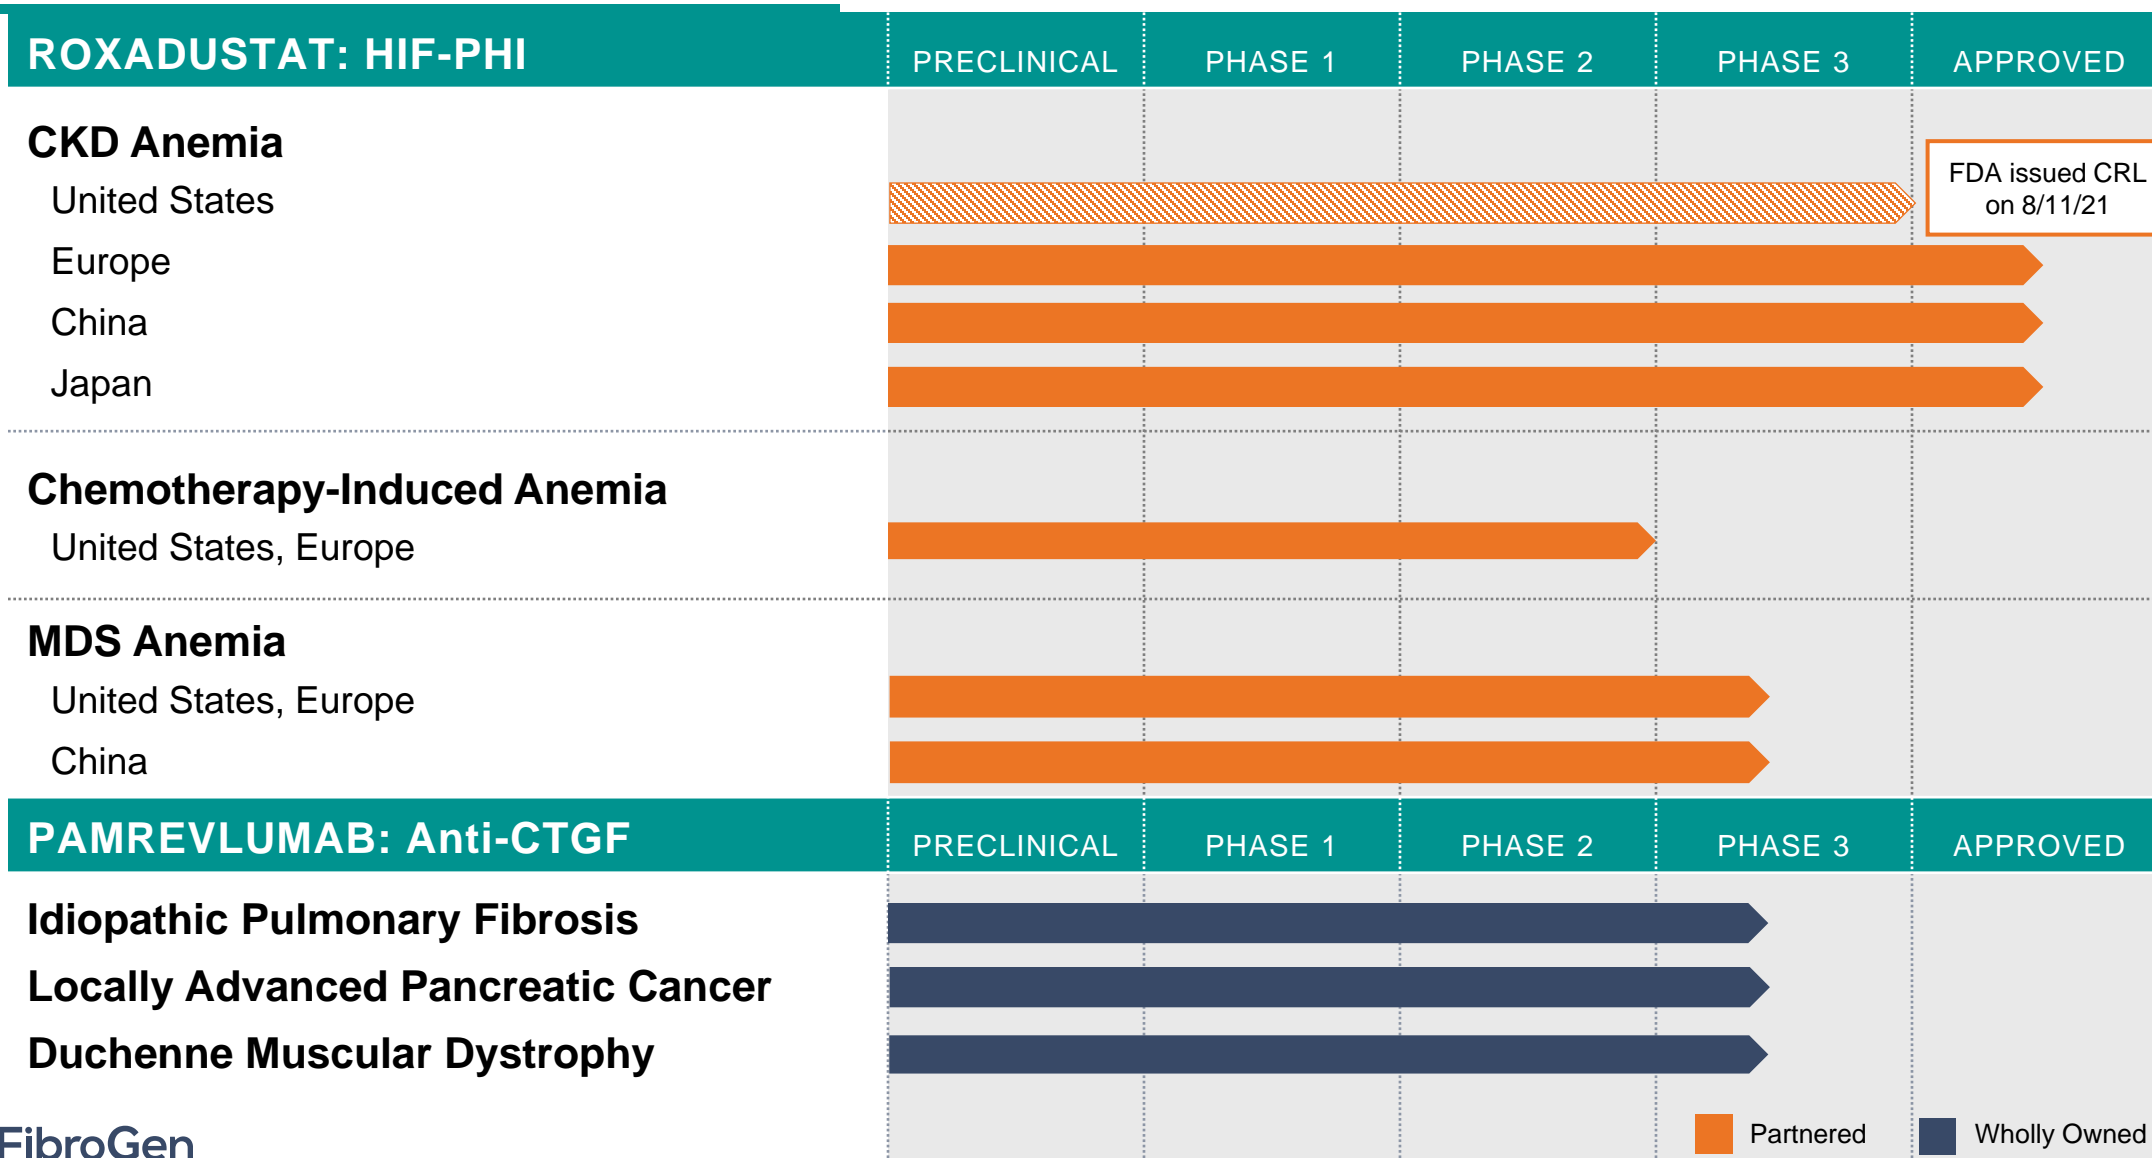 ROXADUSTAT: HIF-PHI PRECLINICAL PHASE 1 PHASE 2 PHASE 3 APPROVED
CKD Anemia
United States
FDA issued CRL
on 8/11/21
Europe
China
Japan
Chemotherapy-Induced Anemia
United States, Europe
MDS Anemia
United States, Europe
China
PAMREVLUMAB: Anti-CTGF PRECLINICAL PHASE 1 PHASE 2 PHASE 3 APPROVED
Idiopathic Pulmonary Fibrosis
Locally Advanced Pancreatic Cancer
Duchenne Muscular Dystrophy
FibroGen
Partnered Wholly Owned